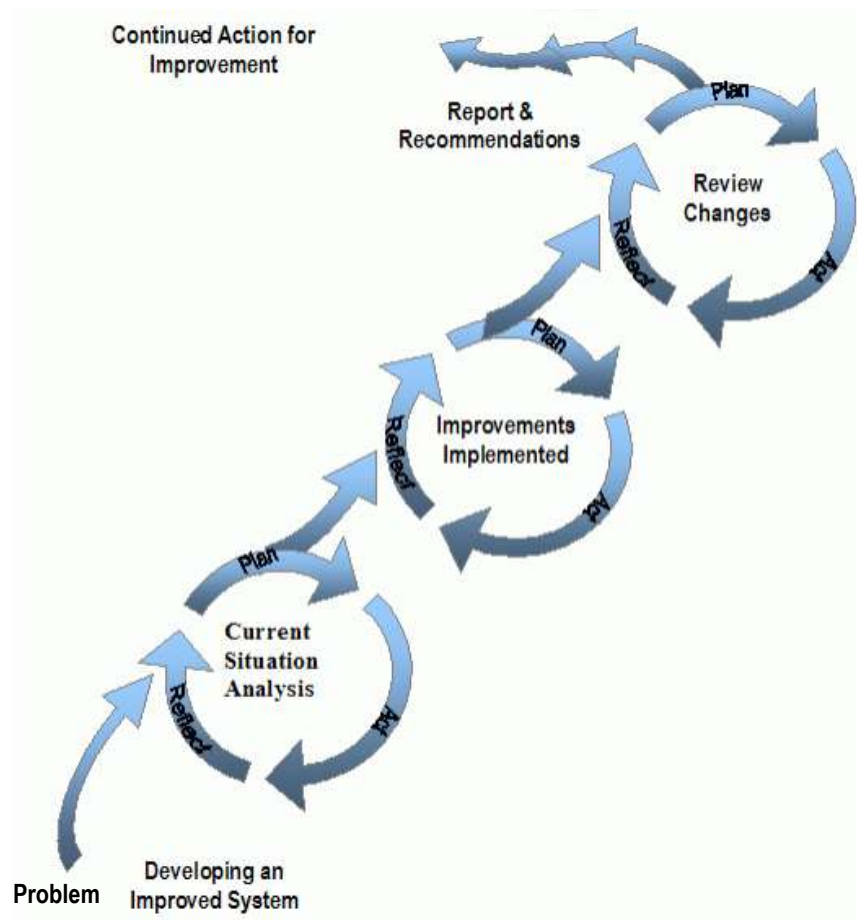 Continued Action for
Improvement
Report &
Recommendations
Plan
Review
Changes
Reflect
Act
Plan
Improvements
Implemented
Reflect
Act
Plan
Current
Situation
Analysis
Reflect
Act
Problem
Developing an
Improved System